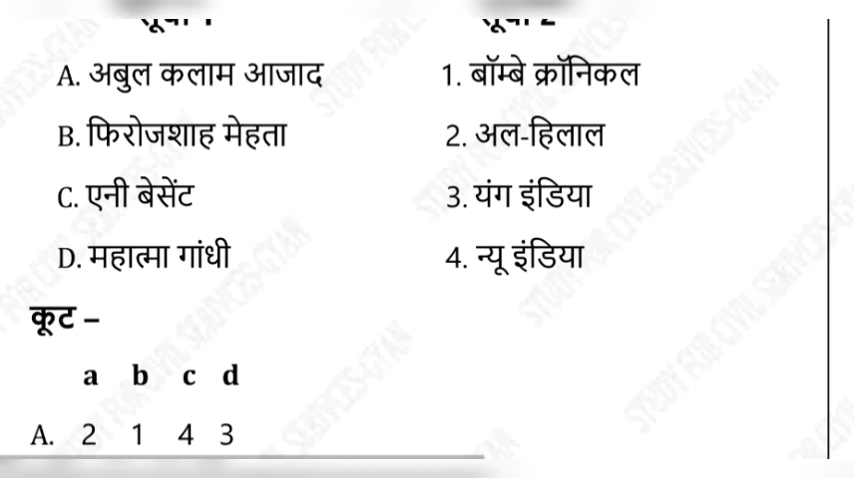 A. अबुल कलाम आजाद 1. बॉम्बे क्रॉनिकल
B. फिरोजशाह मेहता 2. अल-हिलाल
C. एनी बेसेंट 3. यंग इंडिया
D. महात्मा गांधी 4. न्यू इंडिया
कूट –
a b c d
A. 2 1 4 3